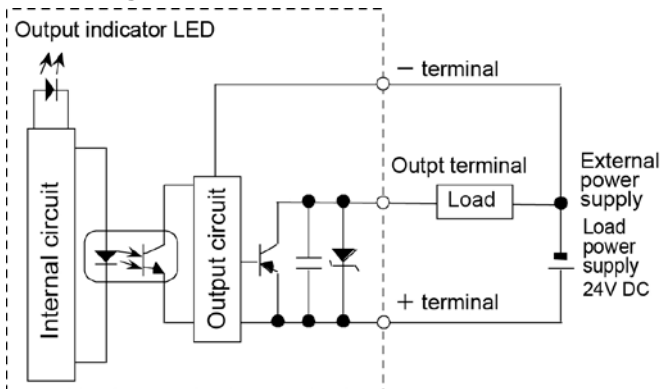 Output indicator LED
− terminal
Outpt terminal
External
power
supply
Load
Load
power
supply
24V DC
+ terminal
Internal circuit
Output circuit